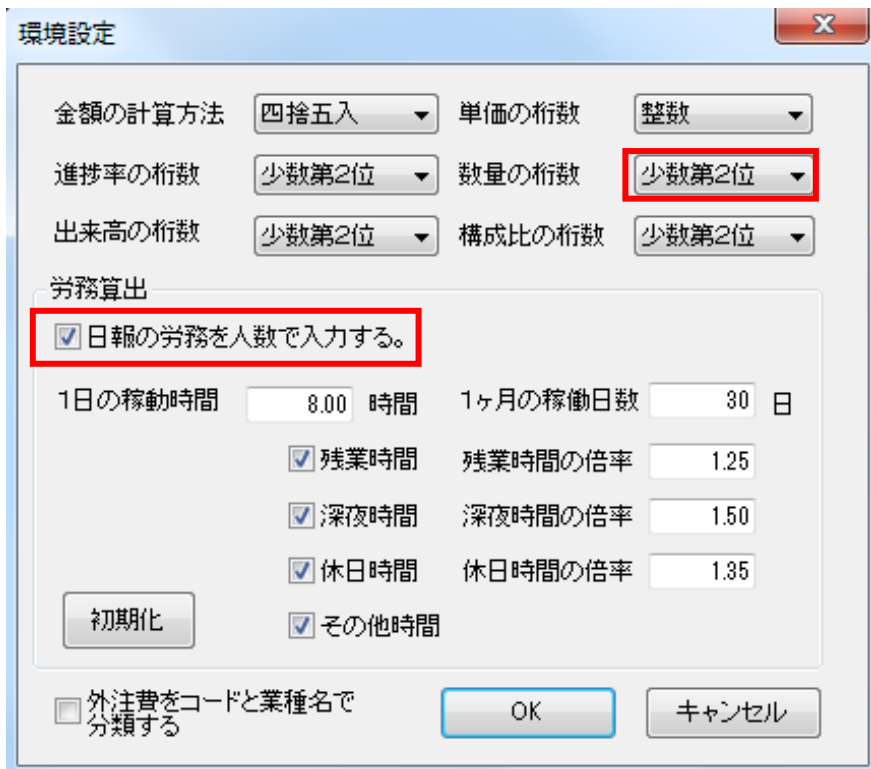 環境設定
金額の計算方法 四捨五入 単価の桁数 整数
進捗率の桁数 少数第2位 数量の桁数 少数第2位
出来高の桁数 少数第2位 構成比の桁数 少数第2位
労務算出
日報の労務を人数で入力する。
1日の稼動時間 8.00 時間 1ヶ月の稼働日数 30 日
残業時間 残業時間の倍率 1.25
深夜時間 深夜時間の倍率 1.50
休日時間 休日時間の倍率 1.35
初期化 その他時間
外注費をコードと業種名で
分類する
OK キャンセル